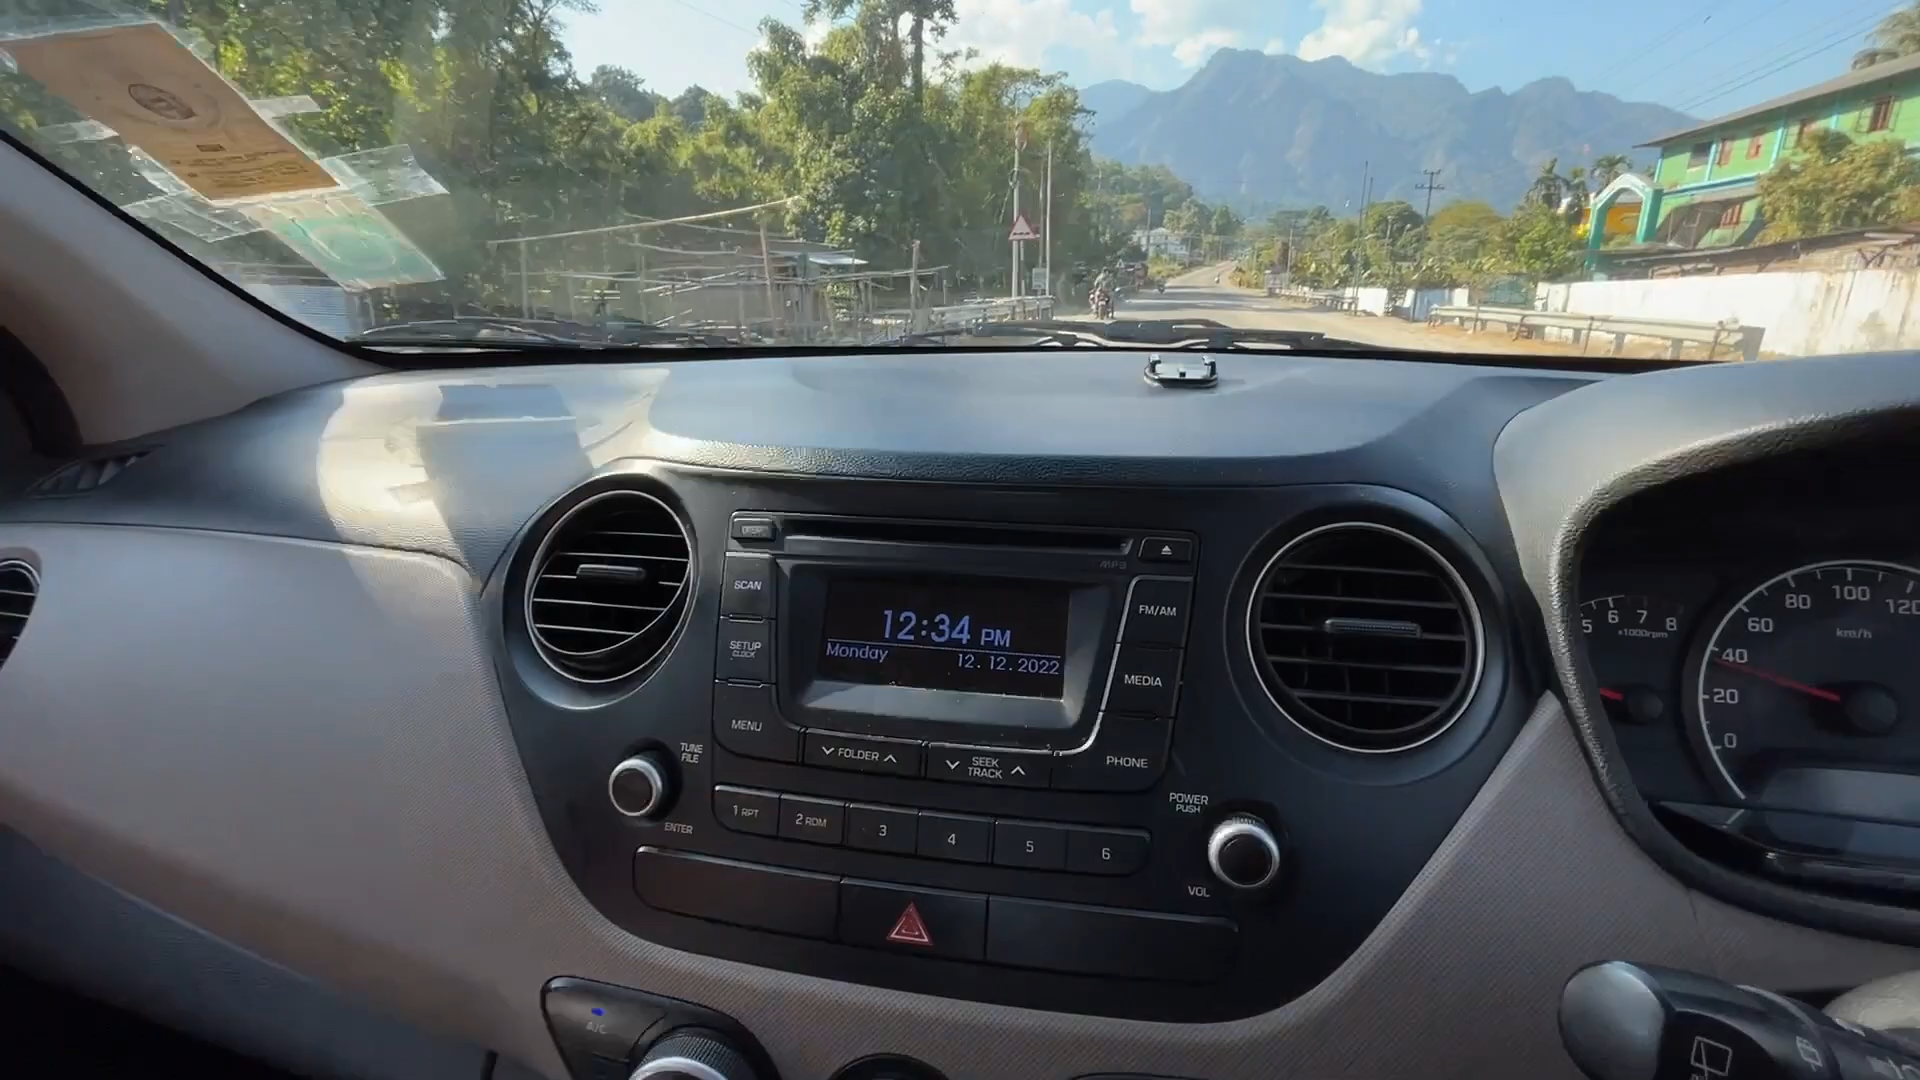 MP3
SCAN
SETUP
CLOCK
MENU
12:34 PM
Monday 12.12.2022
FM/AM
MEDIA
PHONE
FOLDER
SEEK
TRACK
TUNE
FILE
ENTER
1 RPT
2 RDM
3
4
5
6
POWER
PUSH
VOL
A/C
5 6 7 8
x1000rpm
0
20
40
60
80
100
120
km/h